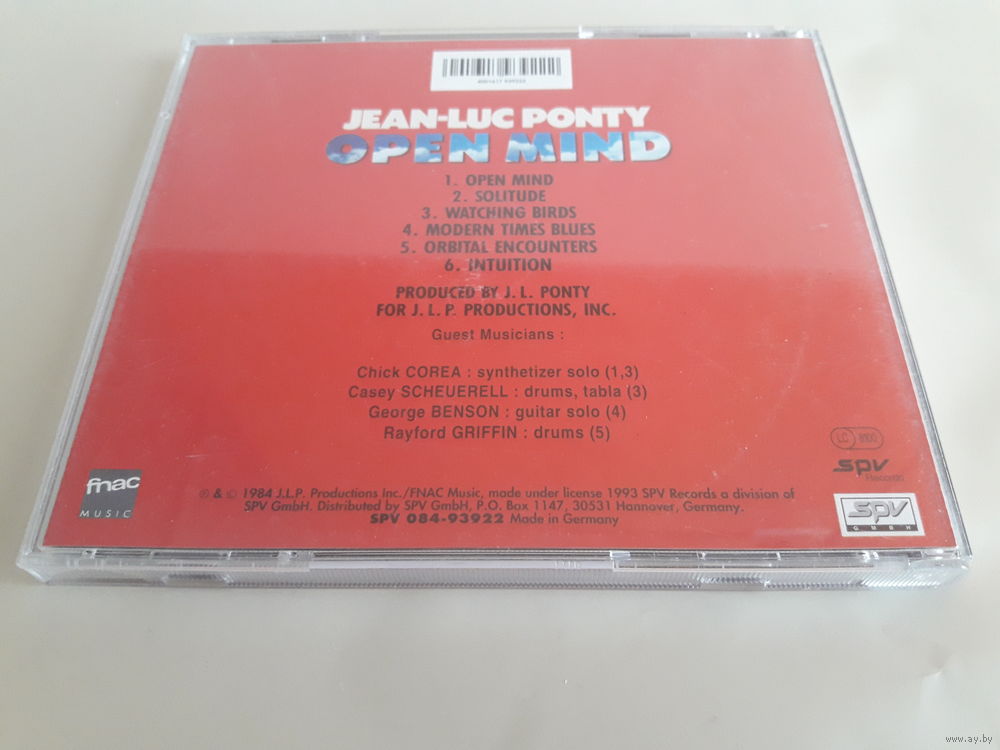 JEAN-LUC PONTY
OPEN MIND
1. OPEN MIND
2. SOLITUDE
3. WATCHING BIRDS
4. MODERN TIMES BLUES
5. ORBITAL ENCOUNTERS
6. INTUITION
PRODUCED BY J. L. PONTY
FOR J. L. P. PRODUCTIONS, INC.
Guest Musicians :
Chick COREA : synthetizer solo (1,3)
Casey SCHEUERELL : drums, tabla (3)
George BENSON : guitar solo (4)
Rayford GRIFFIN : drums (5)
LC 8100
spv
Records
fnac
MUSIC
℗ & © 1984 J.L.P. Productions Inc./FNAC Music, made under license 1993 SPV Records a division of
SPV GmbH. Distributed by SPV GmbH, P.O. Box 1147, 30531 Hannover, Germany.
SPV 084-93922 Made in Germany
spv
GMBH
www.ay.by